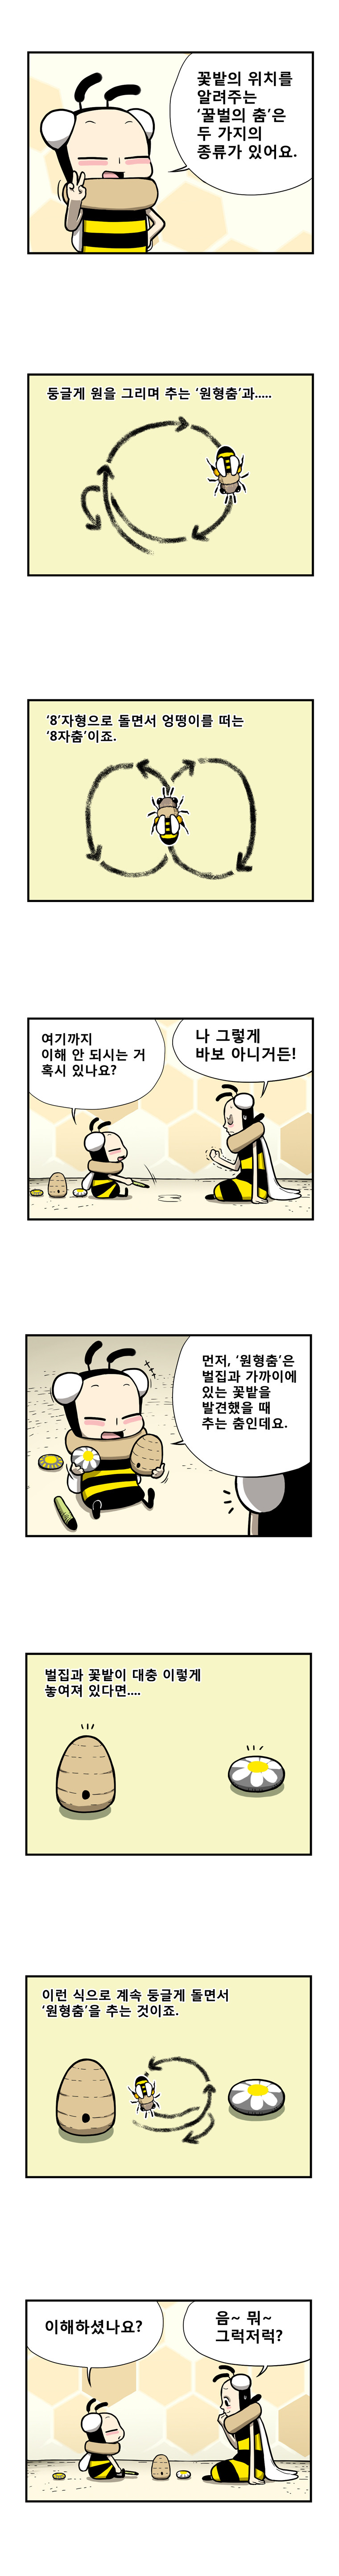 꽃밭의 위치를
알려주는
‘꿀벌의 춤’은
두 가지의
종류가 있어요.
둥글게 원을 그리며 추는 ‘원형춤’과.....
‘8’자형으로 돌면서 엉덩이를 떠는
‘8자춤’이죠.
여기까지
이해 안 되시는 거
혹시 있나요?
나 그렇게
바보 아니거든!
먼저, ‘원형춤’은
벌집과 가까이에
있는 꽃밭을
발견했을 때
추는 춤인데요.
벌집과 꽃밭이 대충 이렇게
놓여져 있다면....
이런 식으로 계속 둥글게 돌면서
‘원형춤’을 추는 것이죠.
이해하셨나요?
음~ 뭐~
그럭저럭?